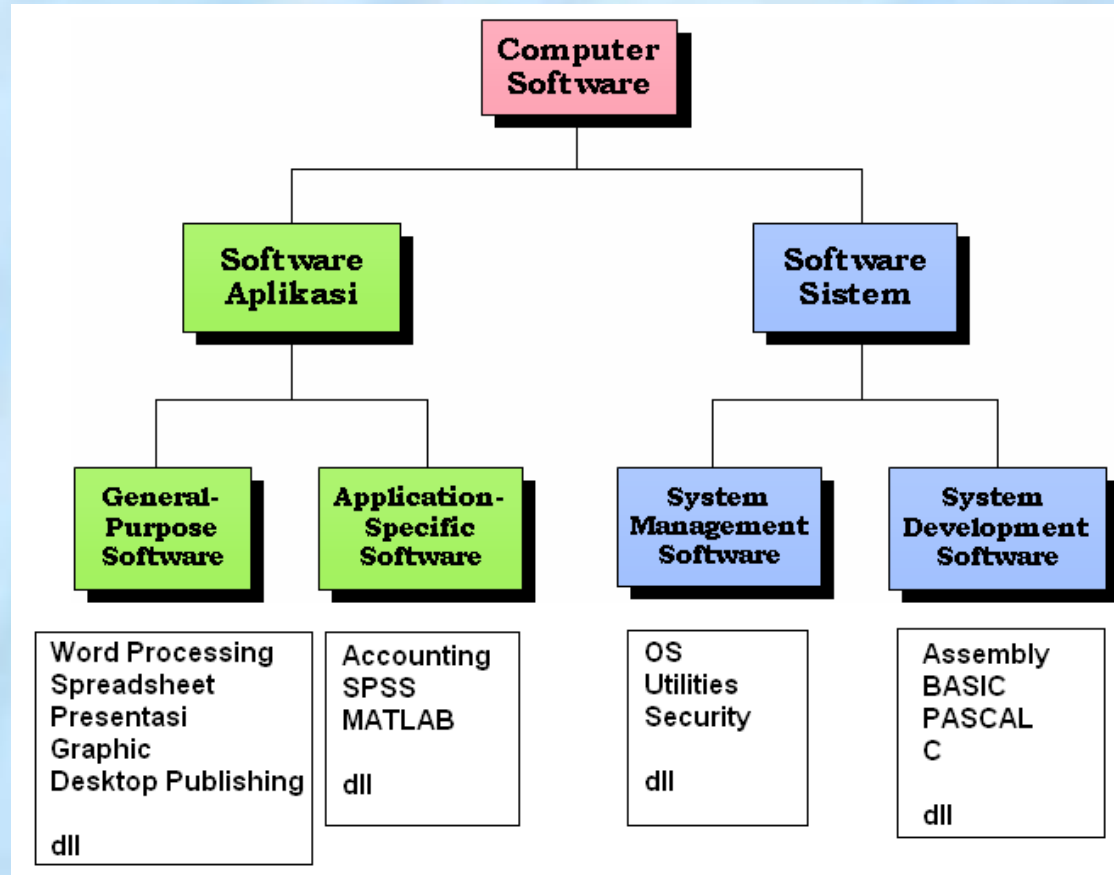 Computer
Software
Software
Aplikasi
Software
Sistem
General-
Purpose
Software
Application-
Specific
Software
System
Management
Software
System
Development
Software
Word Processing
Spreadsheet
Presentasi
Graphic
Desktop Publishing
dll
Accounting
SPSS
MATLAB
dll
OS
Utilities
Security
dll
Assembly
BASIC
PASCAL
C
dll